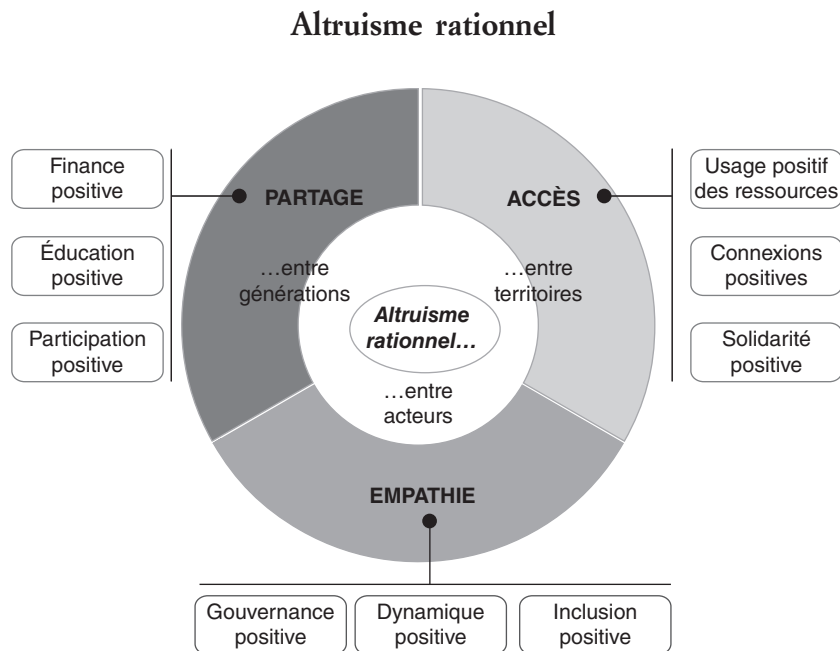 Altruisme rationnel
Finance
positive
Éducation
positive
Participation
positive
PARTAGE
…entre
générations
ACCÈS
…entre
territoires
Usage positif
des ressources
Connexions
positives
Solidarité
positive
Altruisme
rationnel…
…entre
acteurs
EMPATHIE
Gouvernance
positive
Dynamique
positive
Inclusion
positive